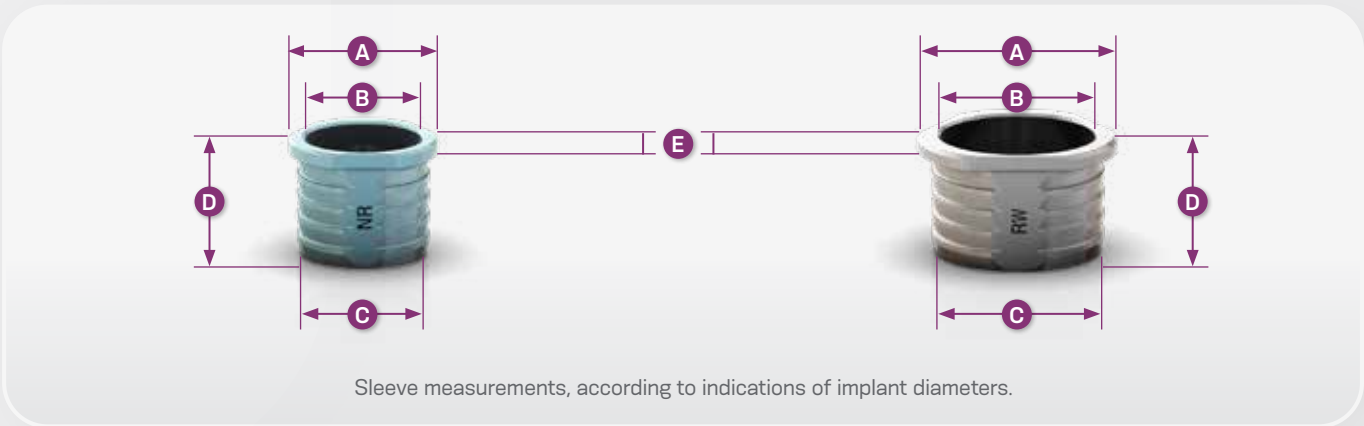 A
A
B
B
E
D
NR
RW
D
C
C
Sleeve measurements, according to indications of implant diameters.